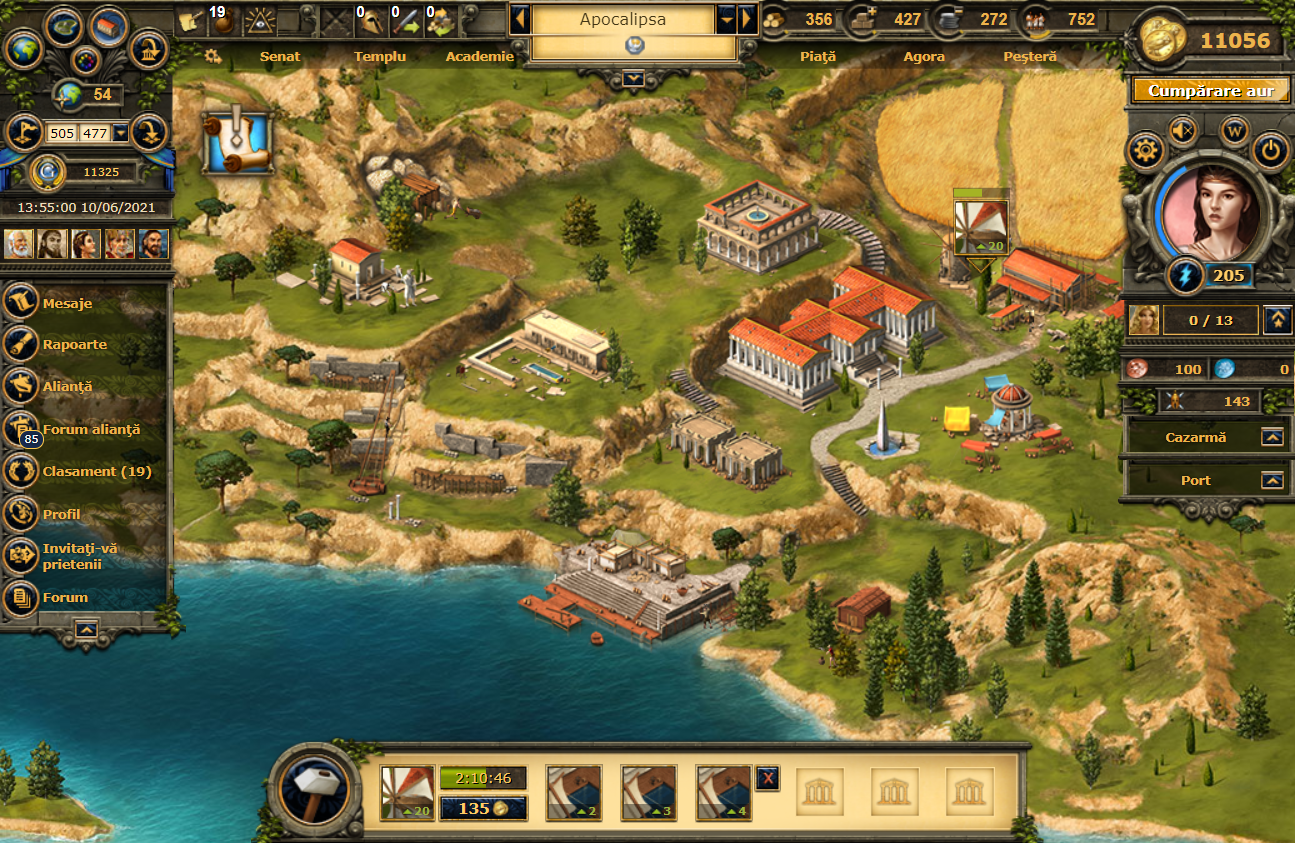 19
0
0
0
Apocalipsa
356
427
272
752
11056
Senat
Templu
Academie
Piaţă
Agora
Peşteră
Cumpărare aur
54
505
477
11325
13:55:00 10/06/2021
W
205
0 / 13
100
0
143
Cazarmă
Port
Mesaje
Rapoarte
Alianţă
Forum alianţă
85
Clasament (19)
Profil
Invitaţi-vă
prietenii
Forum
20
20
2:10:46
135
2
3
4
X